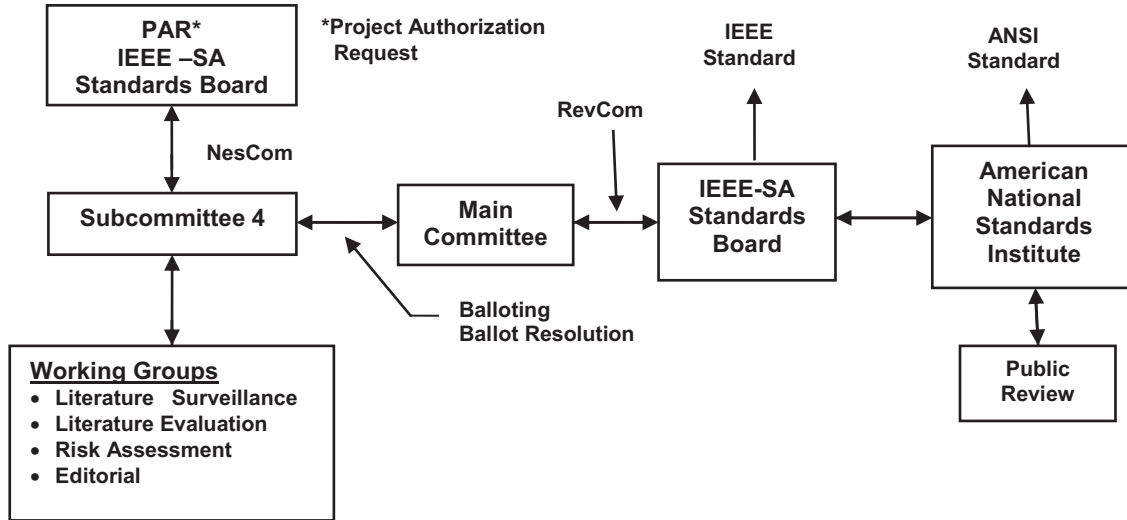 PAR*
IEEE –SA
Standards Board
*Project Authorization
Request
IEEE
Standard
ANSI
Standard
NesCom
RevCom
Subcommittee 4
Main
Committee
IEEE-SA
Standards
Board
American
National
Standards
Institute
Balloting
Ballot Resolution
Working Groups
• Literature Surveillance
• Literature Evaluation
• Risk Assessment
• Editorial
Public
Review